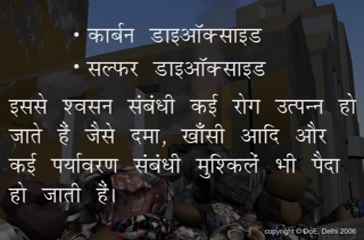 • कार्बन डाइऑक्साइड
• सल्फर डाइऑक्साइड
इससे श्वसन संबंधी कई रोग उत्पन्न हो
जाते हैं जैसे दमा, खाँसी आदि और
कई पर्यावरण संबंधी मुश्किलें भी पैदा
हो जाती हैं।
copyright © DoE, Delhi 2006